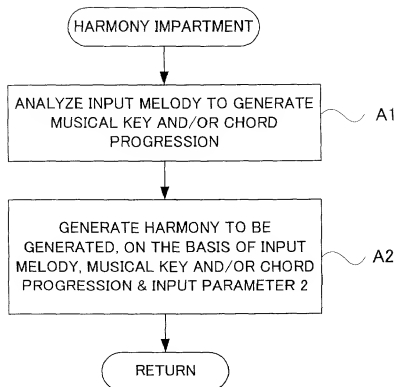 HARMONY IMPARTMENT
ANALYZE INPUT MELODY TO GENERATE
MUSICAL KEY AND/OR CHORD
PROGRESSION
A1
GENERATE HARMONY TO BE
GENERATED, ON THE BASIS OF INPUT
MELODY, MUSICAL KEY AND/OR CHORD
PROGRESSION & INPUT PARAMETER 2
A2
RETURN